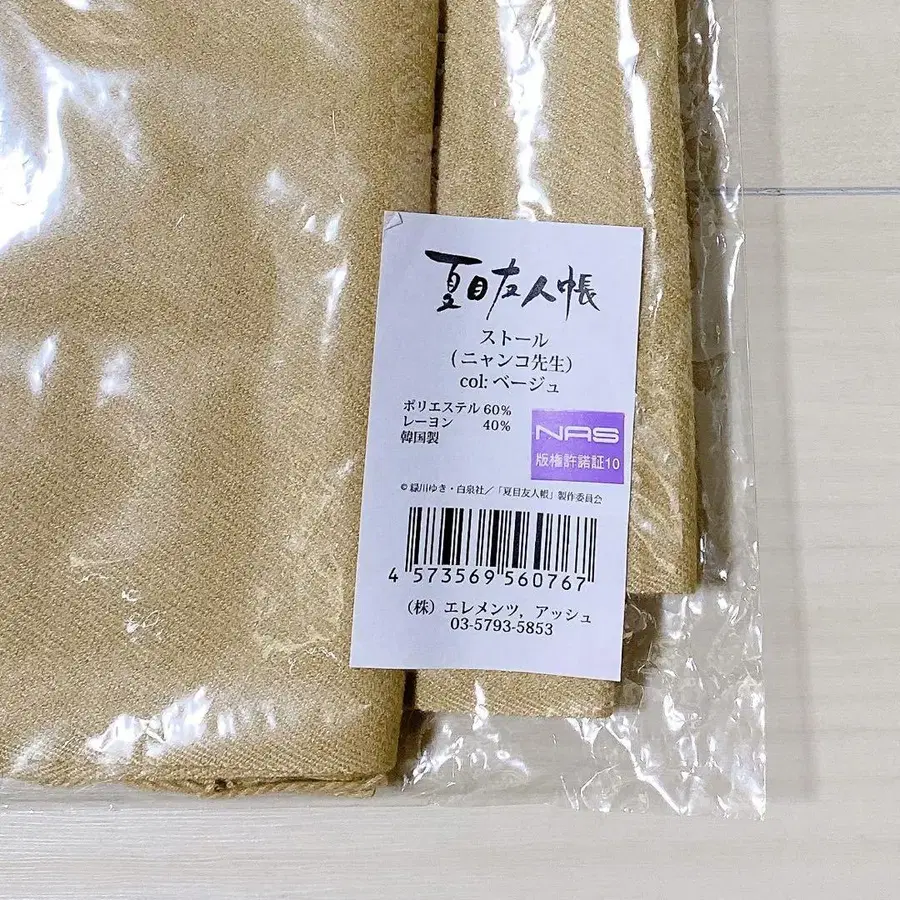 夏目友人帳
ストール
(ニャンコ先生)
col: ベージュ
ポリエステル 60%
レーヨン 40%
韓国製
NAS
版権許諾証10
© 緑川ゆき・白泉社／「夏目友人帳」製作委員会
4 573569 560767
（株）エレメンツ，アッシュ
03-5793-5853